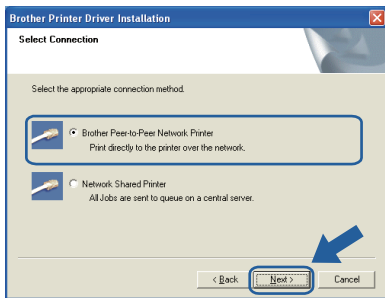 Brother Printer Driver Installation
Select Connection
Select the appropriate connection method.
Brother Peer-to-Peer Network Printer
Print directly to the printer over the network.
Network Shared Printer
All Jobs are sent to queue on a central server.
< Back Next > Cancel